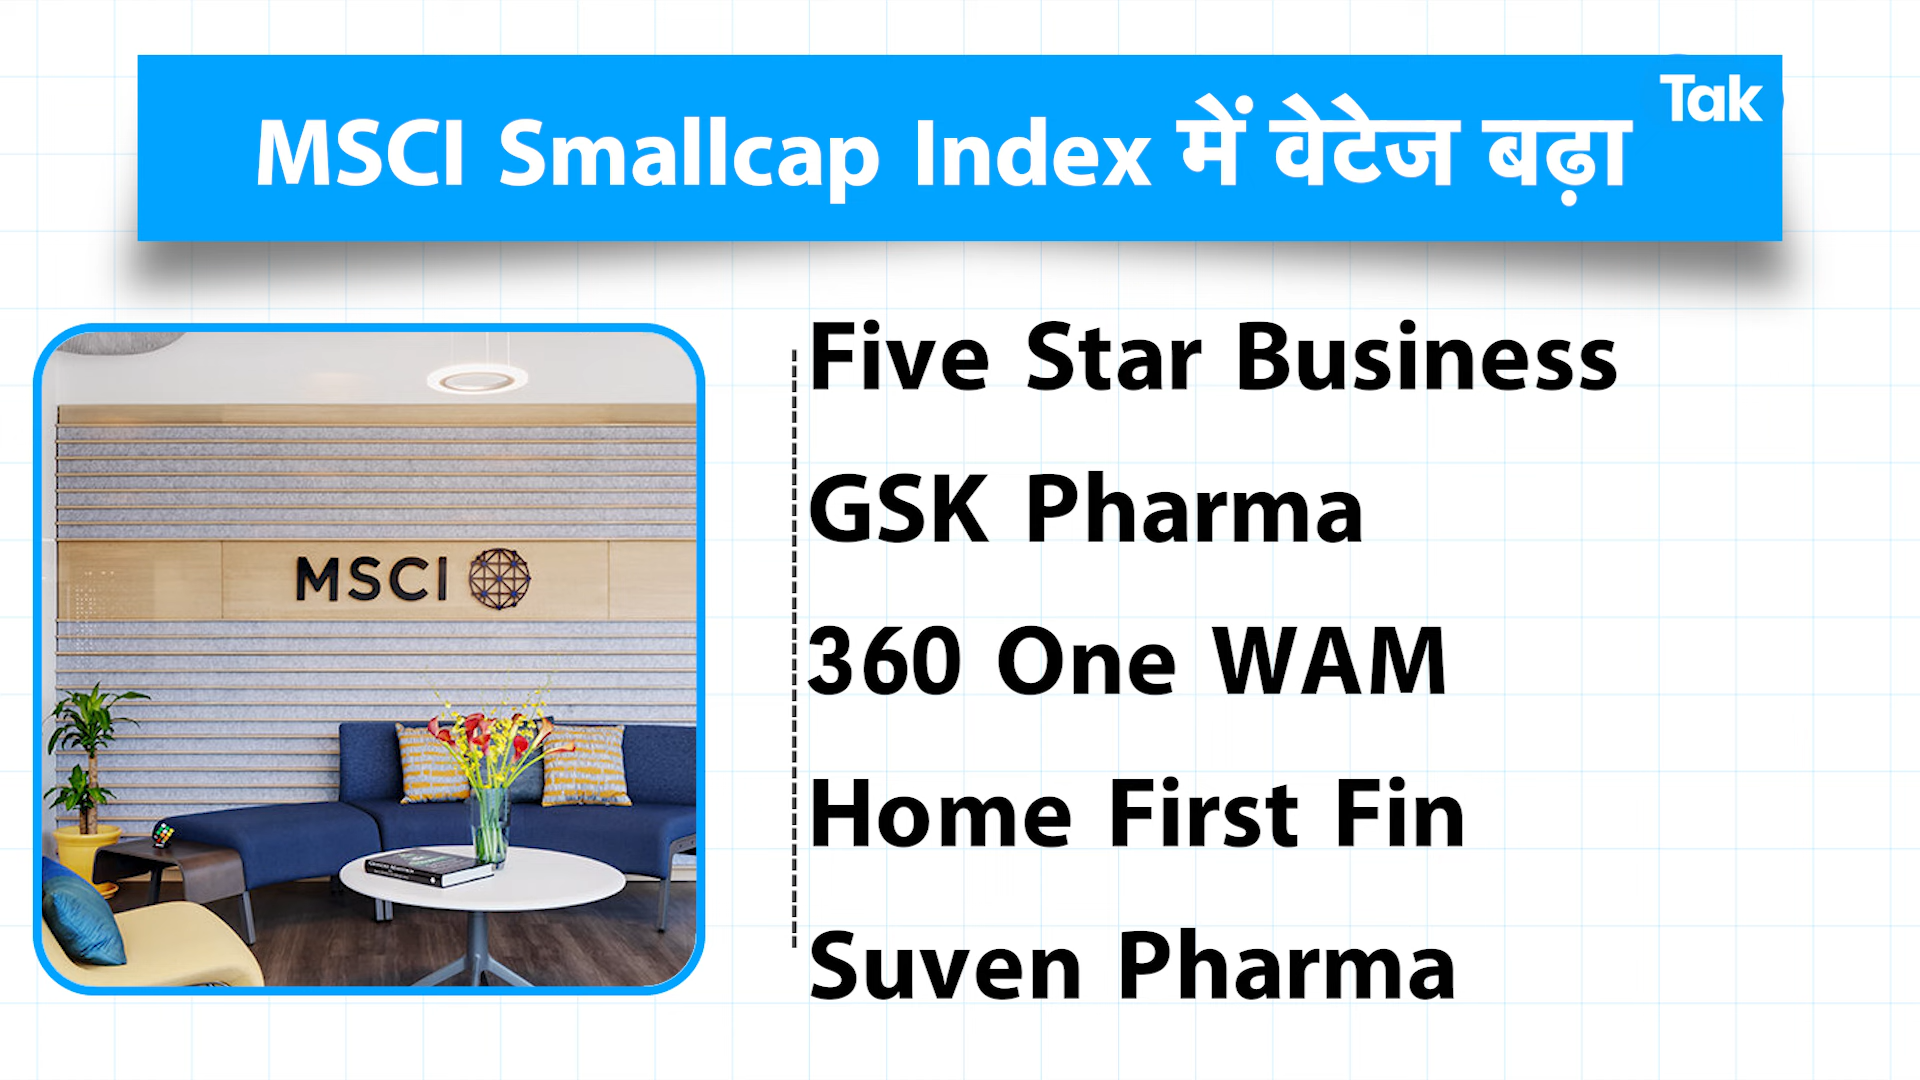 MSCI Smallcap Index में वेटेज बढ़ा
Tak
MSCI
Five Star Business
GSK Pharma
360 One WAM
Home First Fin
Suven Pharma